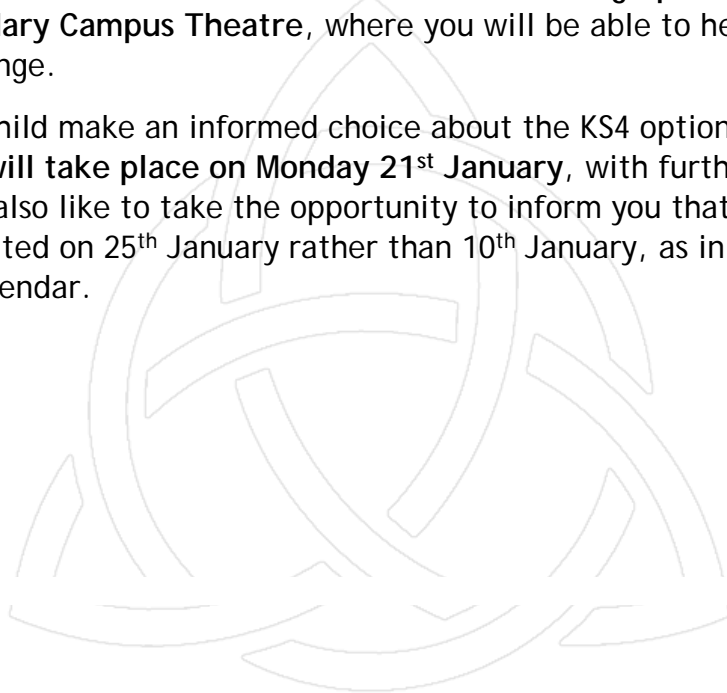 dary Campus Theatre, where you will be able to he
nge.
hild make an informed choice about the KS4 option
will take place on Monday 21st January, with furth
also like to take the opportunity to inform you that
ted on 25th January rather than 10th January, as in
endar.